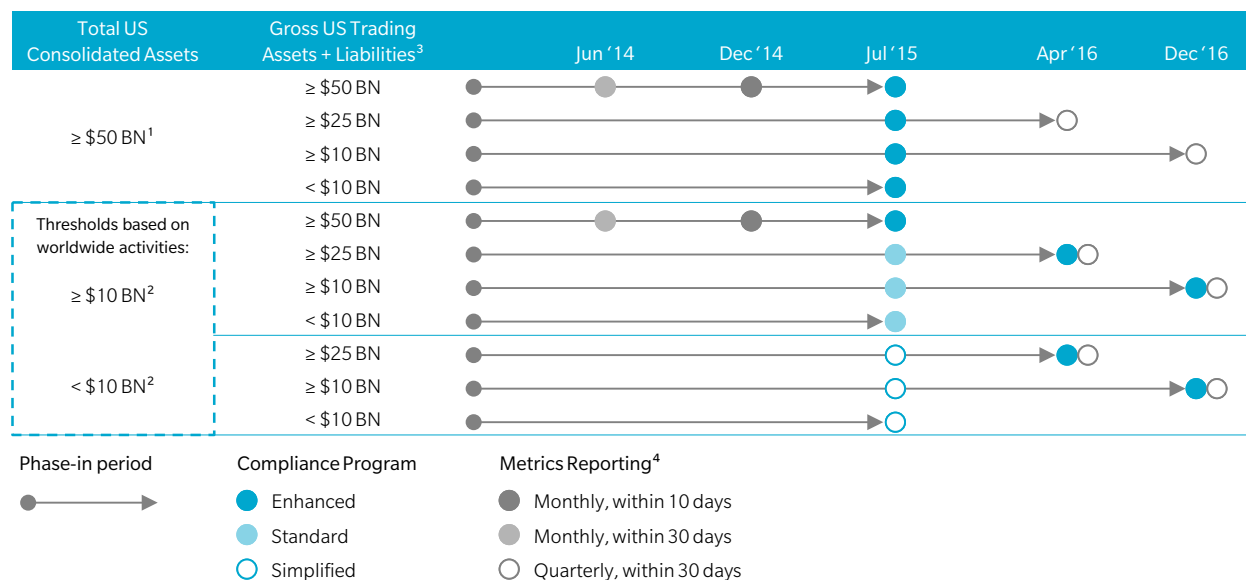 Total US
Consolidated Assets
Gross US Trading
Assets + Liabilities³
Jun ‘14
Dec ‘14
Jul ‘15
Apr ‘16
Dec ‘16
≥ $50 BN¹
≥ $50 BN
≥ $25 BN
≥ $10 BN
< $10 BN
Thresholds based on
worldwide activities:
≥ $10 BN²
≥ $50 BN
≥ $25 BN
≥ $10 BN
< $10 BN
< $10 BN²
≥ $25 BN
≥ $10 BN
< $10 BN
Phase-in period
Compliance Program
Enhanced
Standard
Simplified
Metrics Reporting⁴
Monthly, within 10 days
Monthly, within 30 days
Quarterly, within 30 days